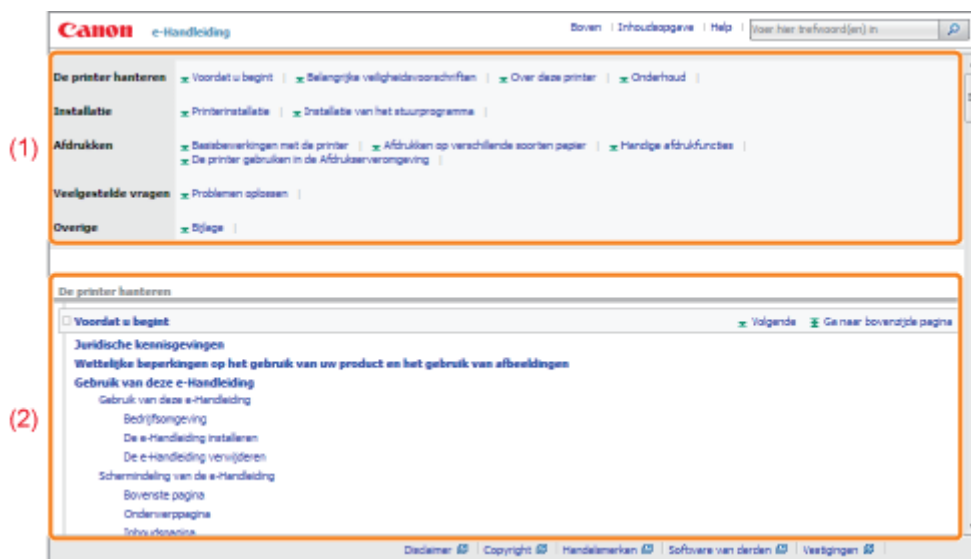 Canon e-Handleiding Boven | Inhoudsopgave | Help | Voer hier trefwoord(en) in
De printer hanteren Voordat u begint | Belangrijke veiligheidsvoorschriften | Over deze printer | Onderhoud |
Installatie Printerinstallatie | Installatie van het stuurprogramma |
(1)
Afdrukken Basisbewerkingen met de printer | Afdrukken op verschillende soorten papier | Handige afdrukfuncties |
De printer gebruiken in de Afdrukserveromgeving |
Veelgestelde vragen Problemen oplossen |
Overige Bijlage |
De printer hanteren
Voordat u begint Volgende Ga naar bovenzijde pagina
Juridische kennisgevingen
Wettelijke beperkingen op het gebruik van uw product en het gebruik van afbeeldingen
Gebruik van deze e-Handleiding
Gebruik van deze e-Handleiding
(2)
Bedrijfsomgeving
De e-Handleiding installeren
De e-Handleiding verwijderen
Schermindeling van de e-Handleiding
Bovenste pagina
Onderwerppagina
Inhoudspagina
Disclaimer | Copyright | Handelsmerken | Software van derden | Vestigingen |